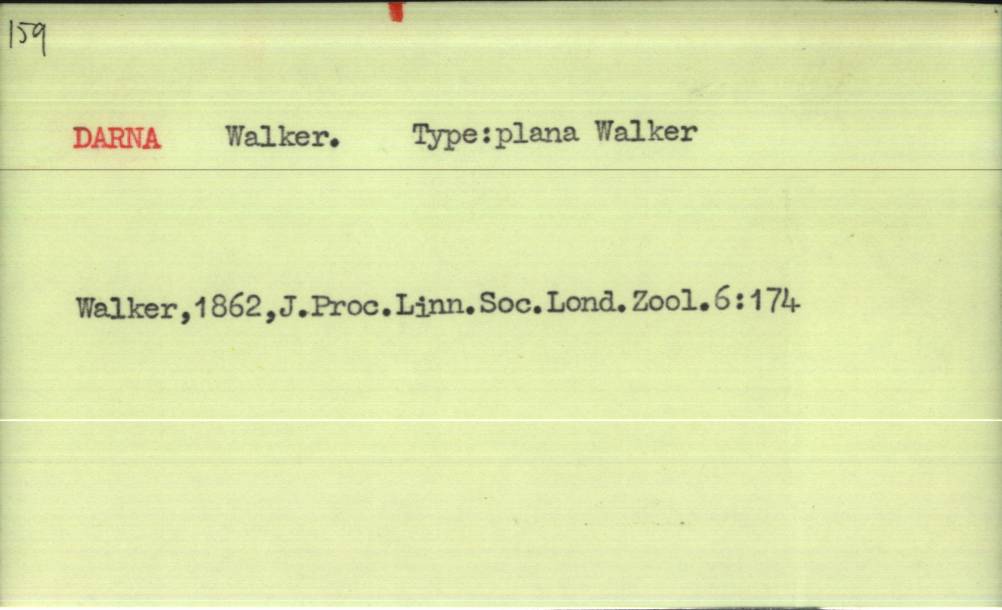 159
DARNA Walker. Type:plana Walker
Walker,1862,J.Proc.Linn.Soc.Lond.Zool.6:174